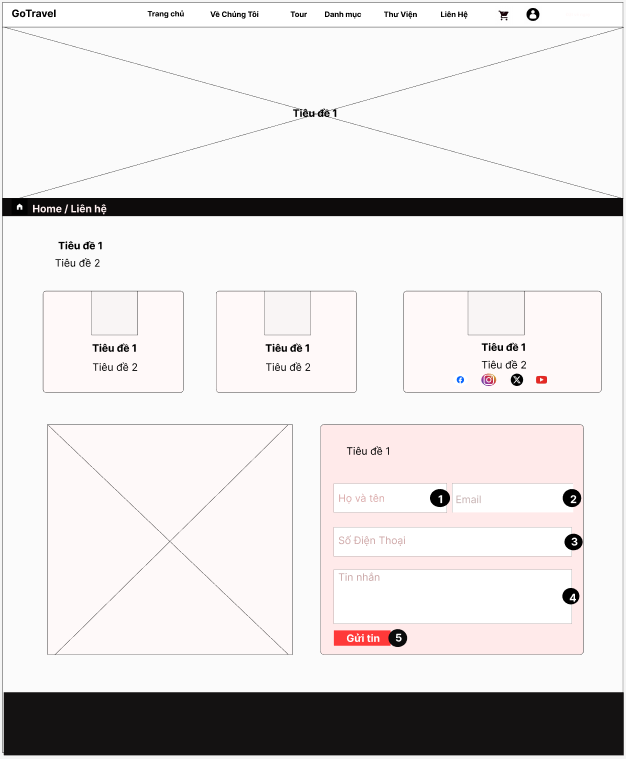 GoTravel Trang chủ Về Chúng Tôi Tour Danh mục Thư Viện Liên Hệ
Tiêu đề 1
Home / Liên hệ
Tiêu đề 1
Tiêu đề 2
Tiêu đề 1
Tiêu đề 2
Tiêu đề 1
Tiêu đề 2
Tiêu đề 1
Tiêu đề 2
Tiêu đề 1
Họ và tên 1
Email 2
Số Điện Thoại 3
Tin nhắn
4
Gửi tin 5